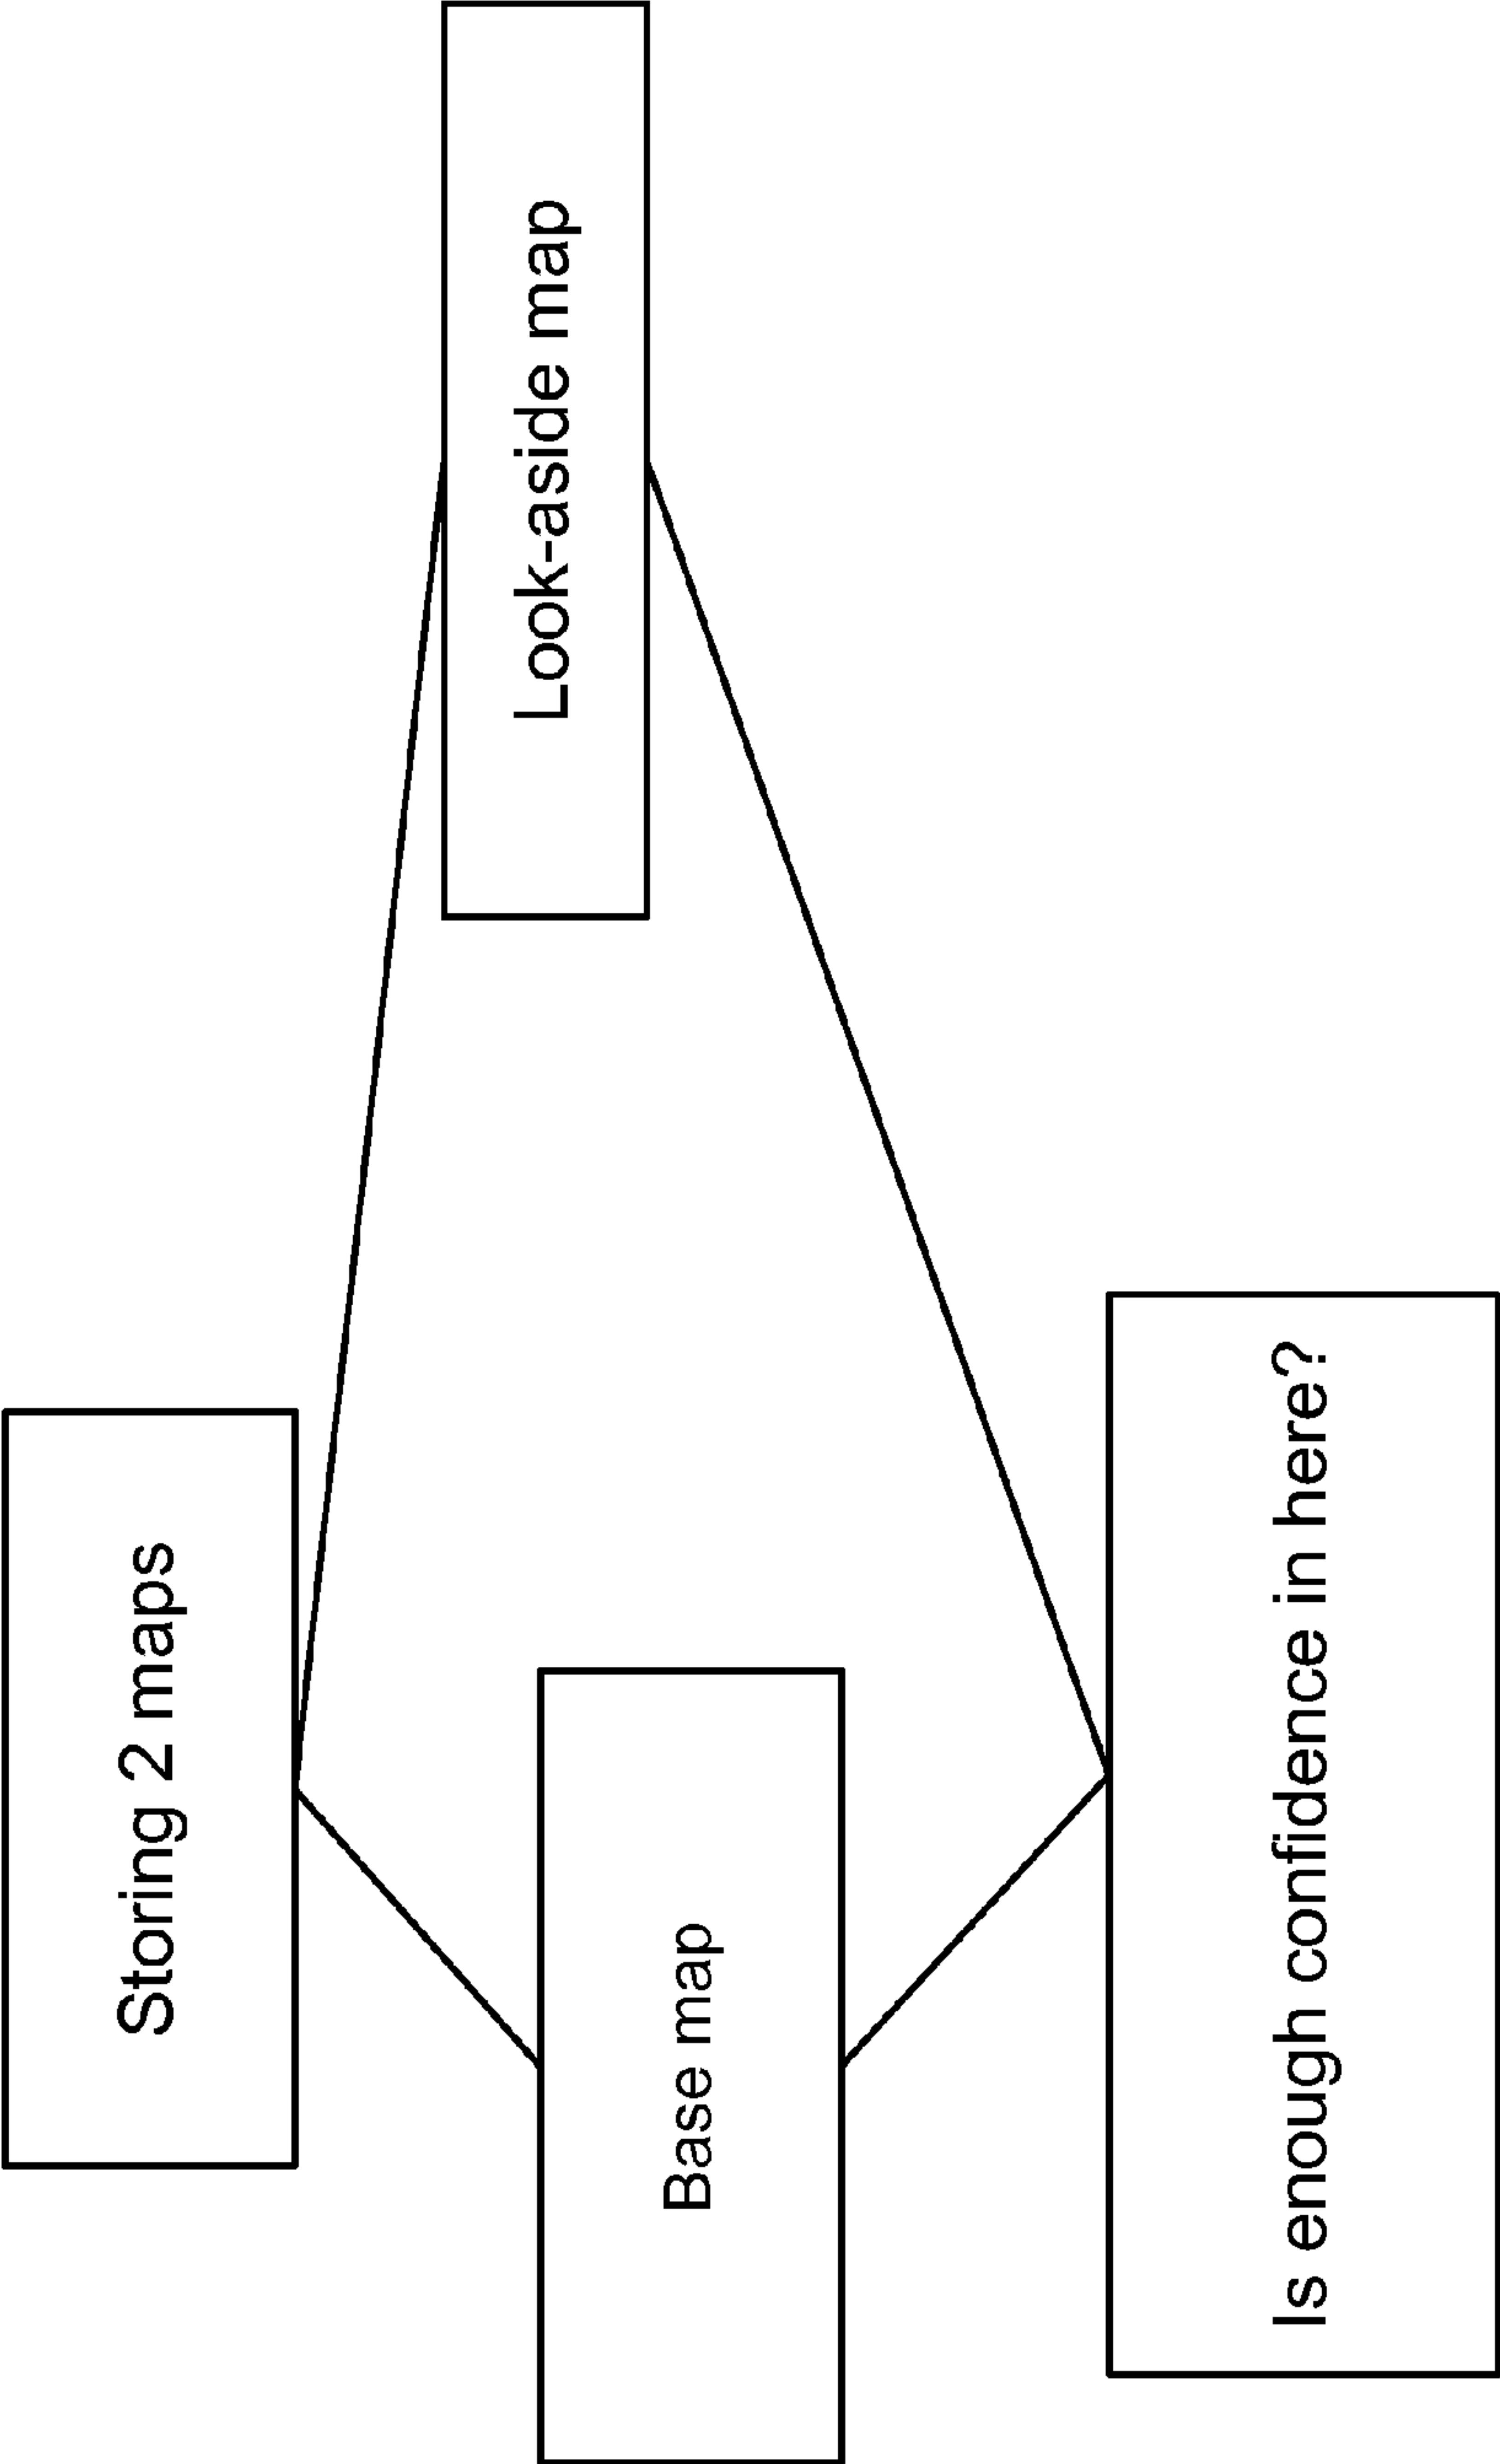 Storing 2 maps
Look-aside map
Base map
Is enough confidence in here?